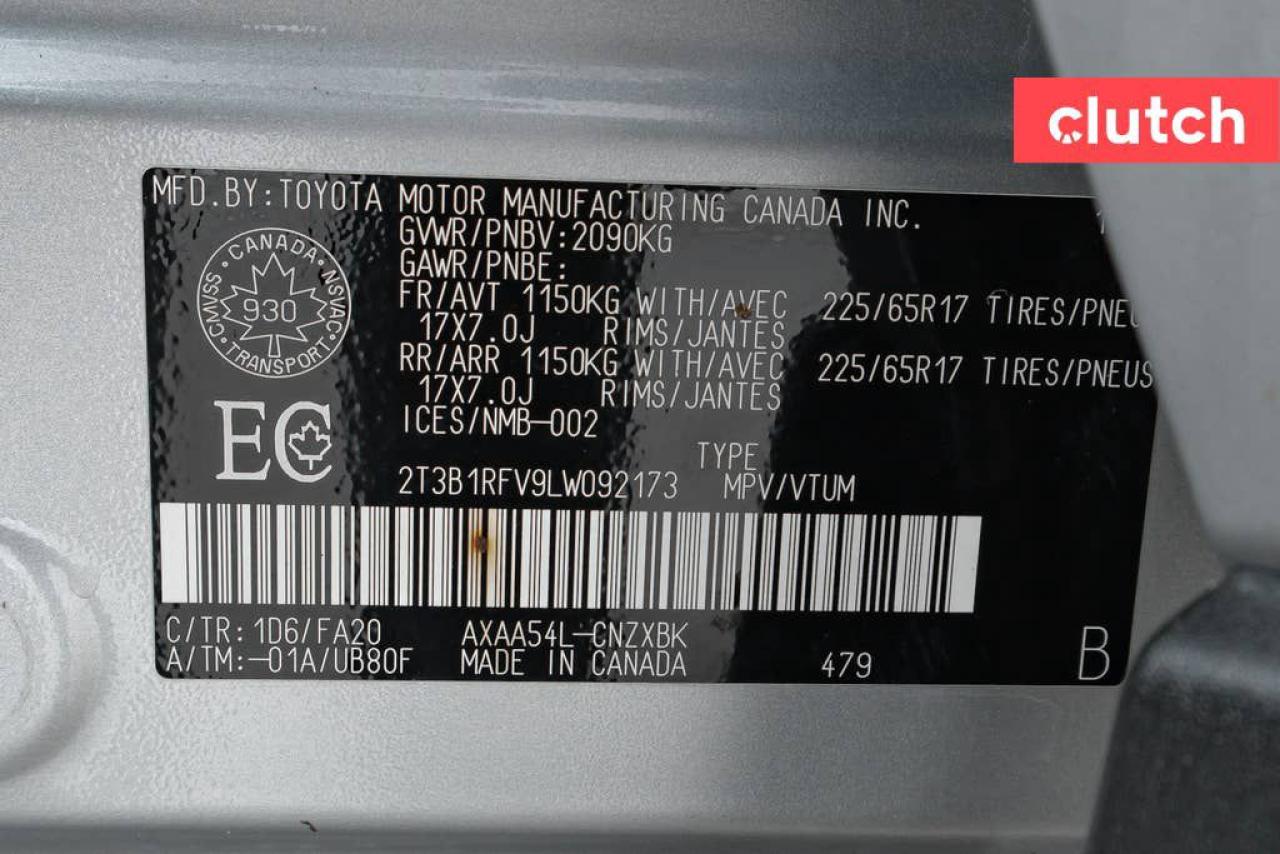 clutch
MFD.BY:TOYOTA MOTOR MANUFACTURING CANADA INC.
GVWR/PNBV:2090KG
GAWR/PNBE:
FR/AVT 1150KG WITH/AVEC 225/65R17 TIRES/PNEU
17X7.0J RIMS/JANTES
RR/ARR 1150KG WITH/AVEC 225/65R17 TIRES/PNEUS
17X7.0J RIMS/JANTES
ICES/NMB-002
CANADA
CMVSS NSVAC
930
TRANSPORT
EC
TYPE
2T3B1RFV9LW092173 MPV/VTUM
C/TR:1D6/FA20 AXAA54L-CNZXBK
A/TM:-01A/UB80F MADE IN CANADA 479
B